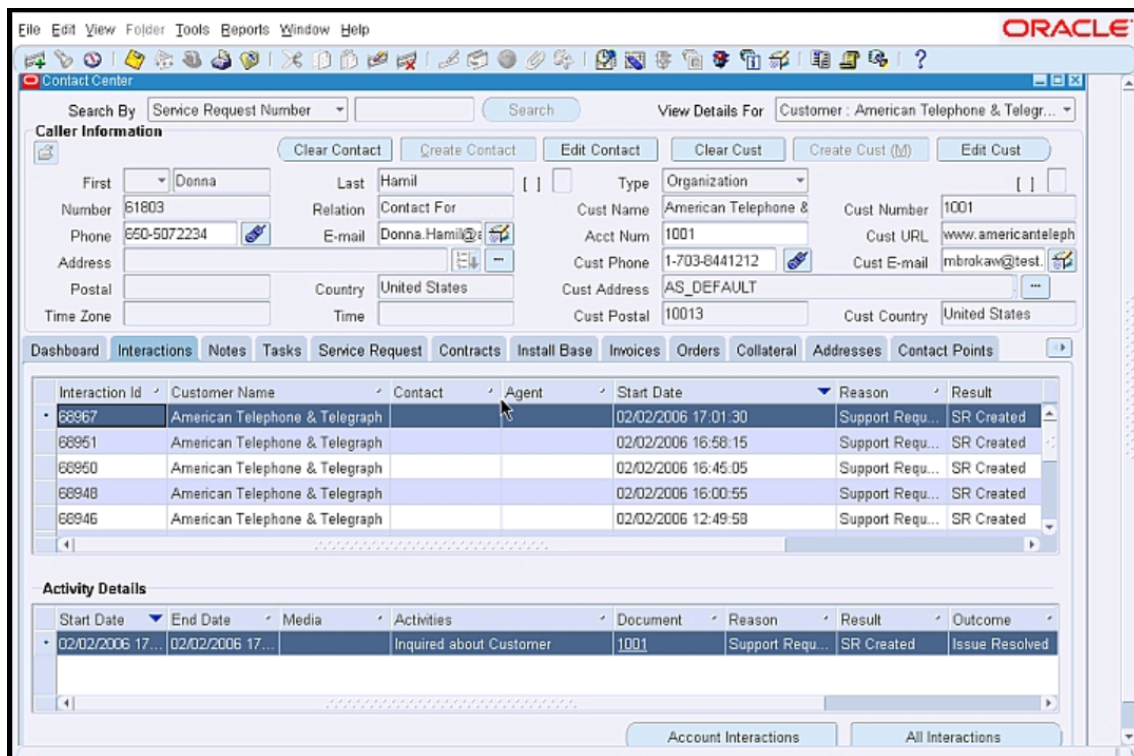 File Edit View Folder Tools Reports Window Help
ORACLE
Contact Center
Search By Service Request Number Search View Details For Customer : American Telephone & Telegr...
Caller Information
Clear Contact Create Contact Edit Contact Clear Cust Create Cust (M) Edit Cust
First Donna Last Hamil [ ] Type Organization [ ]
Number 61803 Relation Contact For Cust Name American Telephone & Cust Number 1001
Phone 650-5072234 E-mail Donna.Hamil@ Acct Num 1001 Cust URL www.americanteleph
Address Cust Phone 1-703-8441212 Cust E-mail mbrokaw@test.
Postal Country United States Cust Address AS_DEFAULT
Time Zone Time Cust Postal 10013 Cust Country United States
Dashboard Interactions Notes Tasks Service Request Contracts Install Base Invoices Orders Collateral Addresses Contact Points
Interaction Id Customer Name Contact Agent Start Date Reason Result
68967 American Telephone & Telegraph 02/02/2006 17:01:30 Support Requ... SR Created
68951 American Telephone & Telegraph 02/02/2006 16:58:15 Support Requ... SR Created
68950 American Telephone & Telegraph 02/02/2006 16:45:05 Support Requ... SR Created
68948 American Telephone & Telegraph 02/02/2006 16:00:55 Support Requ... SR Created
68946 American Telephone & Telegraph 02/02/2006 12:49:58 Support Requ... SR Created
Activity Details
Start Date End Date Media Activities Document Reason Result Outcome
02/02/2006 17... 02/02/2006 17... Inquired about Customer 1001 Support Requ... SR Created Issue Resolved
Account Interactions All Interactions